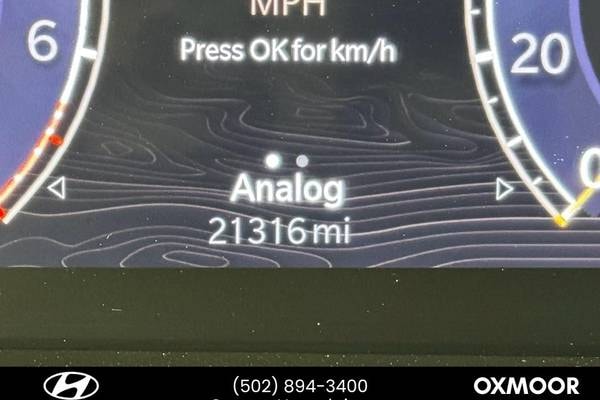 MPH
6
Press OK for km/h
20
Analog
0
21316 mi
(502) 894-3400
OXMOOR